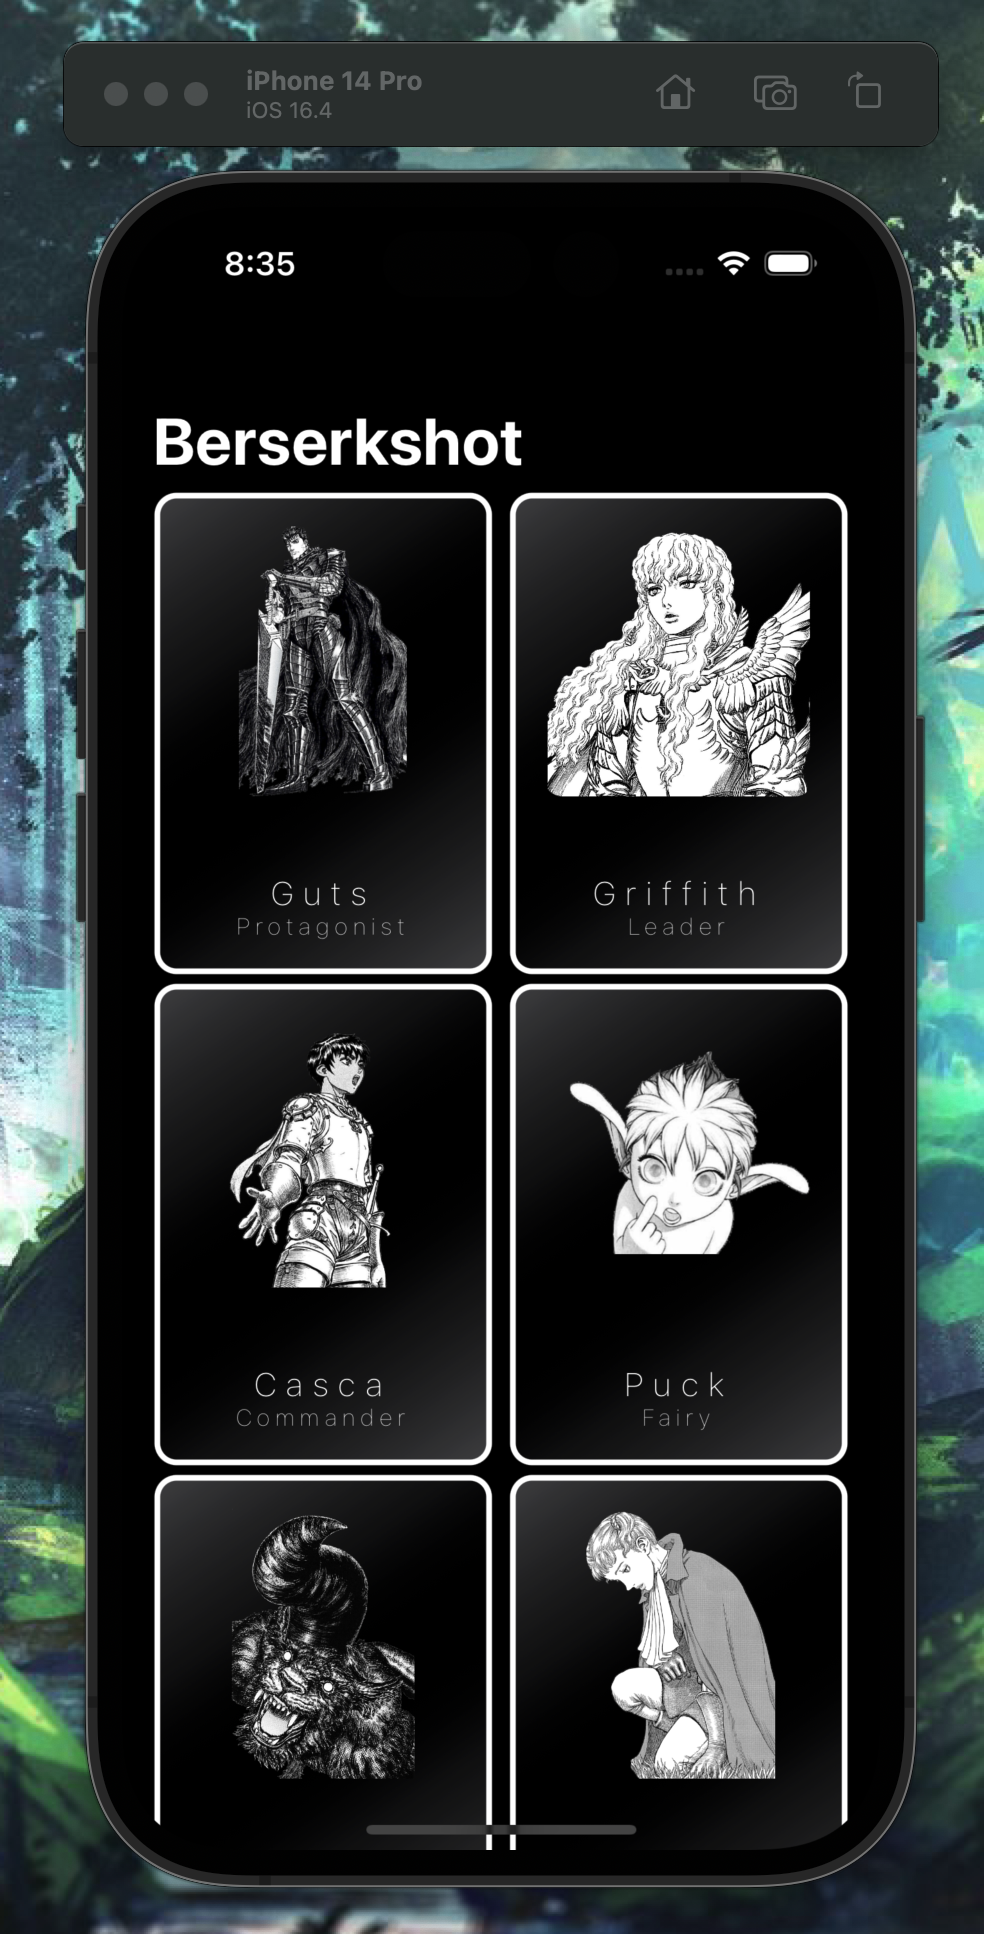 iPhone 14 Pro
iOS 16.4
8:35
Berserkshot
Guts
Protagonist
Griffith
Leader
Casca
Commander
Puck
Fairy